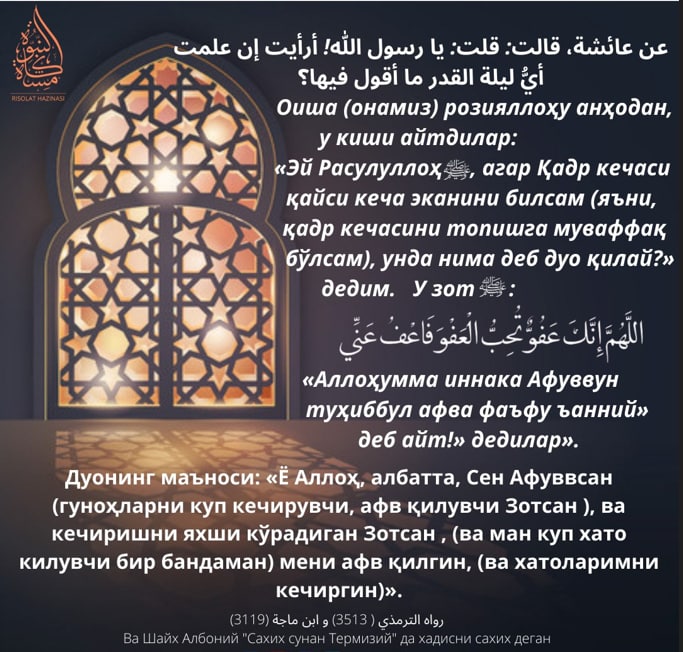 RISOLAT HAZINASI
عن عائشة، قالت: قلت: يا رسول الله! أرأيت إن علمت
أيُّ ليلة القدر ما أقول فيها؟
Оиша (онамиз) розияллоҳу анҳодан,
у киши айтдилар:
«Эй Расулуллоҳﷺ, агар Қадр кечаси
қайси кеча эканини билсам (яъни,
қадр кечасини топишга муваффақ
бўлсам), унда нима деб дуо қилай?»
дедим. У зот ﷺ:
اللَّهُمَّ إِنَّكَ عَفُوٌّ تُحِبُّ الْعَفْوَ فَاعْفُ عَنِّي
«Аллоҳумма иннака Афуввун
туҳиббул афва фаъфу ъанний»
деб айт!» дедилар».
Дуонинг маъноси: «Ё Аллоҳ, албатта, Сен Афуввсан
(гуноҳларни куп кечирувчи, афв қилувчи Зотсан ), ва
кечиришни яхши кўрадиган Зотсан , (ва ман куп хато
килувчи бир бандаман) мени афв қилгин, (ва хатоларимни
кечиргин)».
رواه الترمذي ( 3513) و ابن ماجة (3119)
Ва Шайх Албоний "Сахих сунан Термизий" да хадисни сахих деган